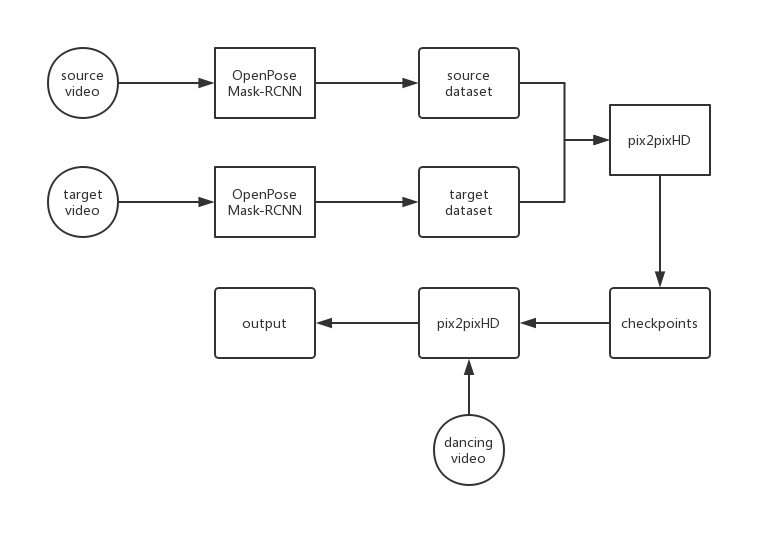 source
video
OpenPose
Mask-RCNN
source
dataset
pix2pixHD
target
video
OpenPose
Mask-RCNN
target
dataset
output
pix2pixHD
checkpoints
dancing
video